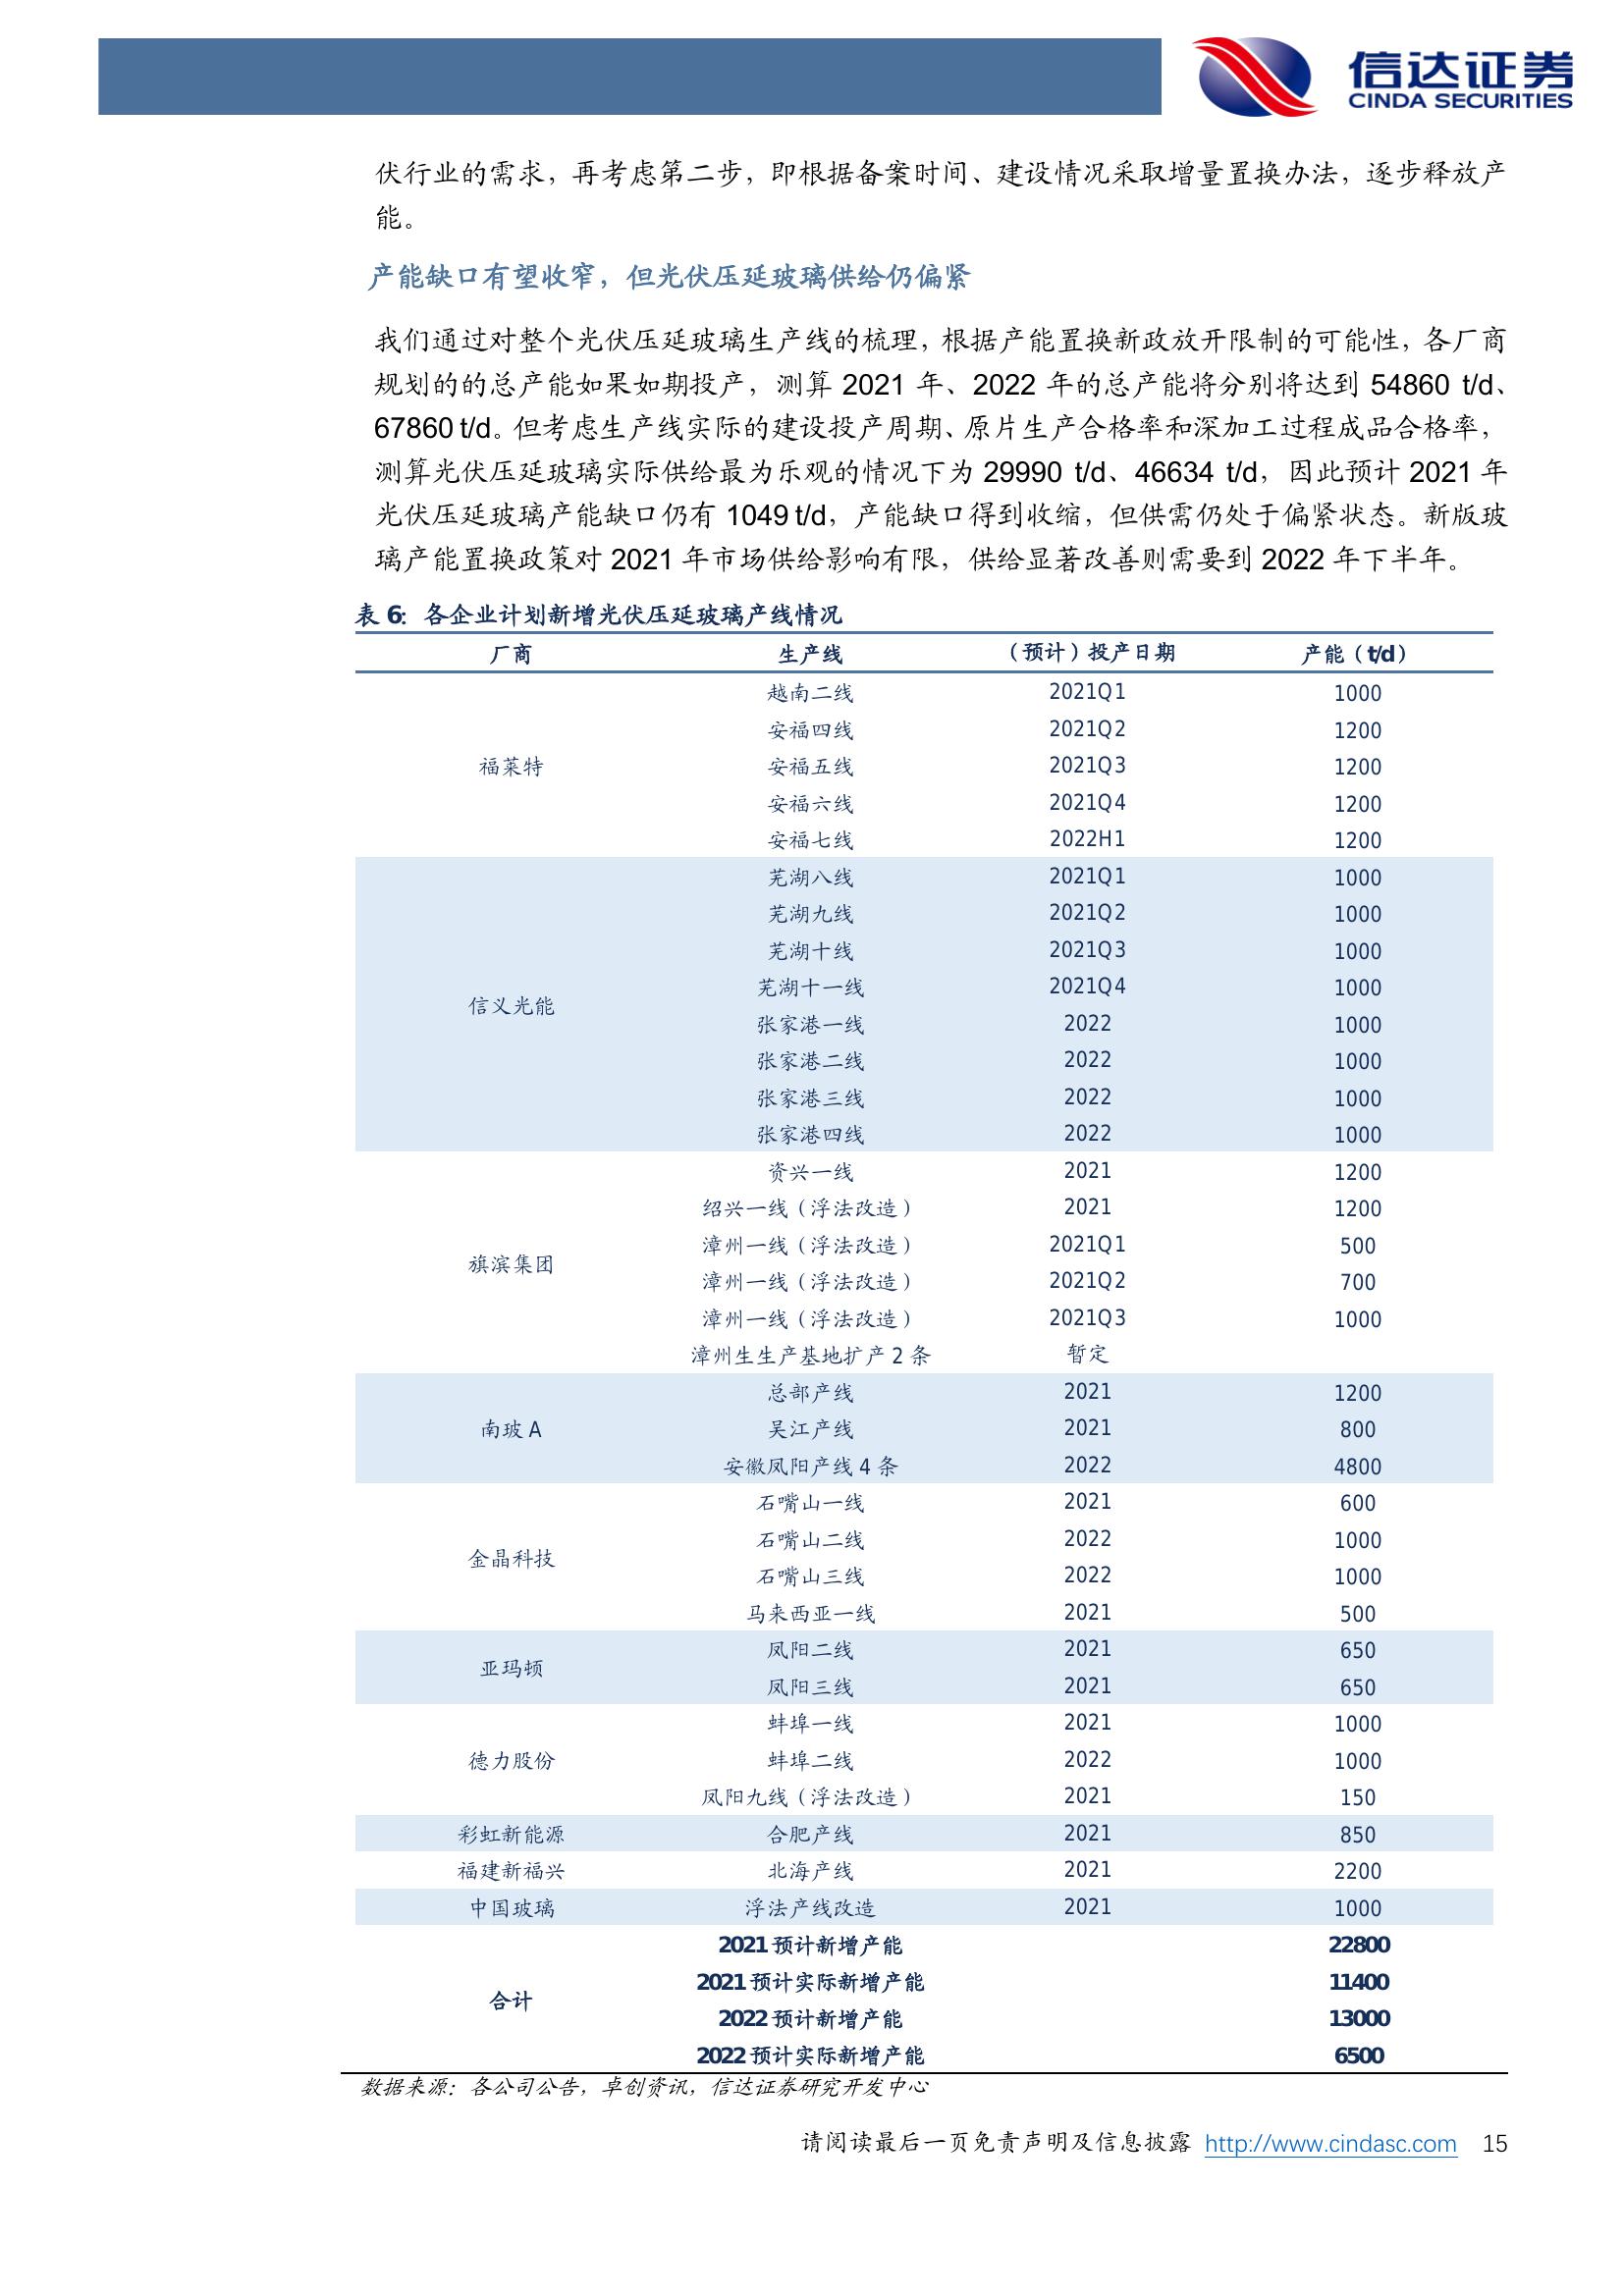 信达证券
CINDA SECURITIES
伏行业的需求，再考虑第二步，即根据备案时间、建设情况采取增量置换办法，逐步释放产
能。
产能缺口有望收窄，但光伏压延玻璃供给仍偏紧
我们通过对整个光伏压延玻璃生产线的梳理，根据产能置换新政放开限制的可能性，各厂商
规划的的总产能如果如期投产，测算 2021 年、2022 年的总产能将分别将达到 54860 t/d、
67860 t/d。但考虑生产线实际的建设投产周期、原片生产合格率和深加工过程成品合格率，
测算光伏压延玻璃实际供给最为乐观的情况下为 29990 t/d、46634 t/d，因此预计 2021 年
光伏压延玻璃产能缺口仍有 1049 t/d，产能缺口得到收缩，但供需仍处于偏紧状态。新版玻
璃产能置换政策对 2021 年市场供给影响有限，供给显著改善则需要到 2022 年下半年。
表 6: 各企业计划新增光伏压延玻璃产线情况
厂商 生产线 （预计）投产日期 产能（t/d）
越南二线 2021Q1 1000
安福四线 2021Q2 1200
福莱特 安福五线 2021Q3 1200
安福六线 2021Q4 1200
安福七线 2022H1 1200
芜湖八线 2021Q1 1000
芜湖九线 2021Q2 1000
芜湖十线 2021Q3 1000
芜湖十一线 2021Q4 1000
信义光能
张家港一线 2022 1000
张家港二线 2022 1000
张家港三线 2022 1000
张家港四线 2022 1000
资兴一线 2021 1200
绍兴一线（浮法改造） 2021 1200
漳州一线（浮法改造） 2021Q1 500
旗滨集团
漳州一线（浮法改造） 2021Q2 700
漳州一线（浮法改造） 2021Q3 1000
漳州生生产基地扩产 2 条 暂定
总部产线 2021 1200
南玻 A 吴江产线 2021 800
安徽凤阳产线 4 条 2022 4800
石嘴山一线 2021 600
石嘴山二线 2022 1000
金晶科技
石嘴山三线 2022 1000
马来西亚一线 2021 500
凤阳二线 2021 650
亚玛顿
凤阳三线 2021 650
蚌埠一线 2021 1000
德力股份 蚌埠二线 2022 1000
凤阳九线（浮法改造） 2021 150
彩虹新能源 合肥产线 2021 850
福建新福兴 北海产线 2021 2200
中国玻璃 浮法产线改造 2021 1000
2021 预计新增产能 22800
2021 预计实际新增产能 11400
合计
2022 预计新增产能 13000
2022 预计实际新增产能 6500
数据来源：各公司公告，卓创资讯，信达证券研究开发中心
请阅读最后一页免责声明及信息披露 http://www.cindasc.com 15